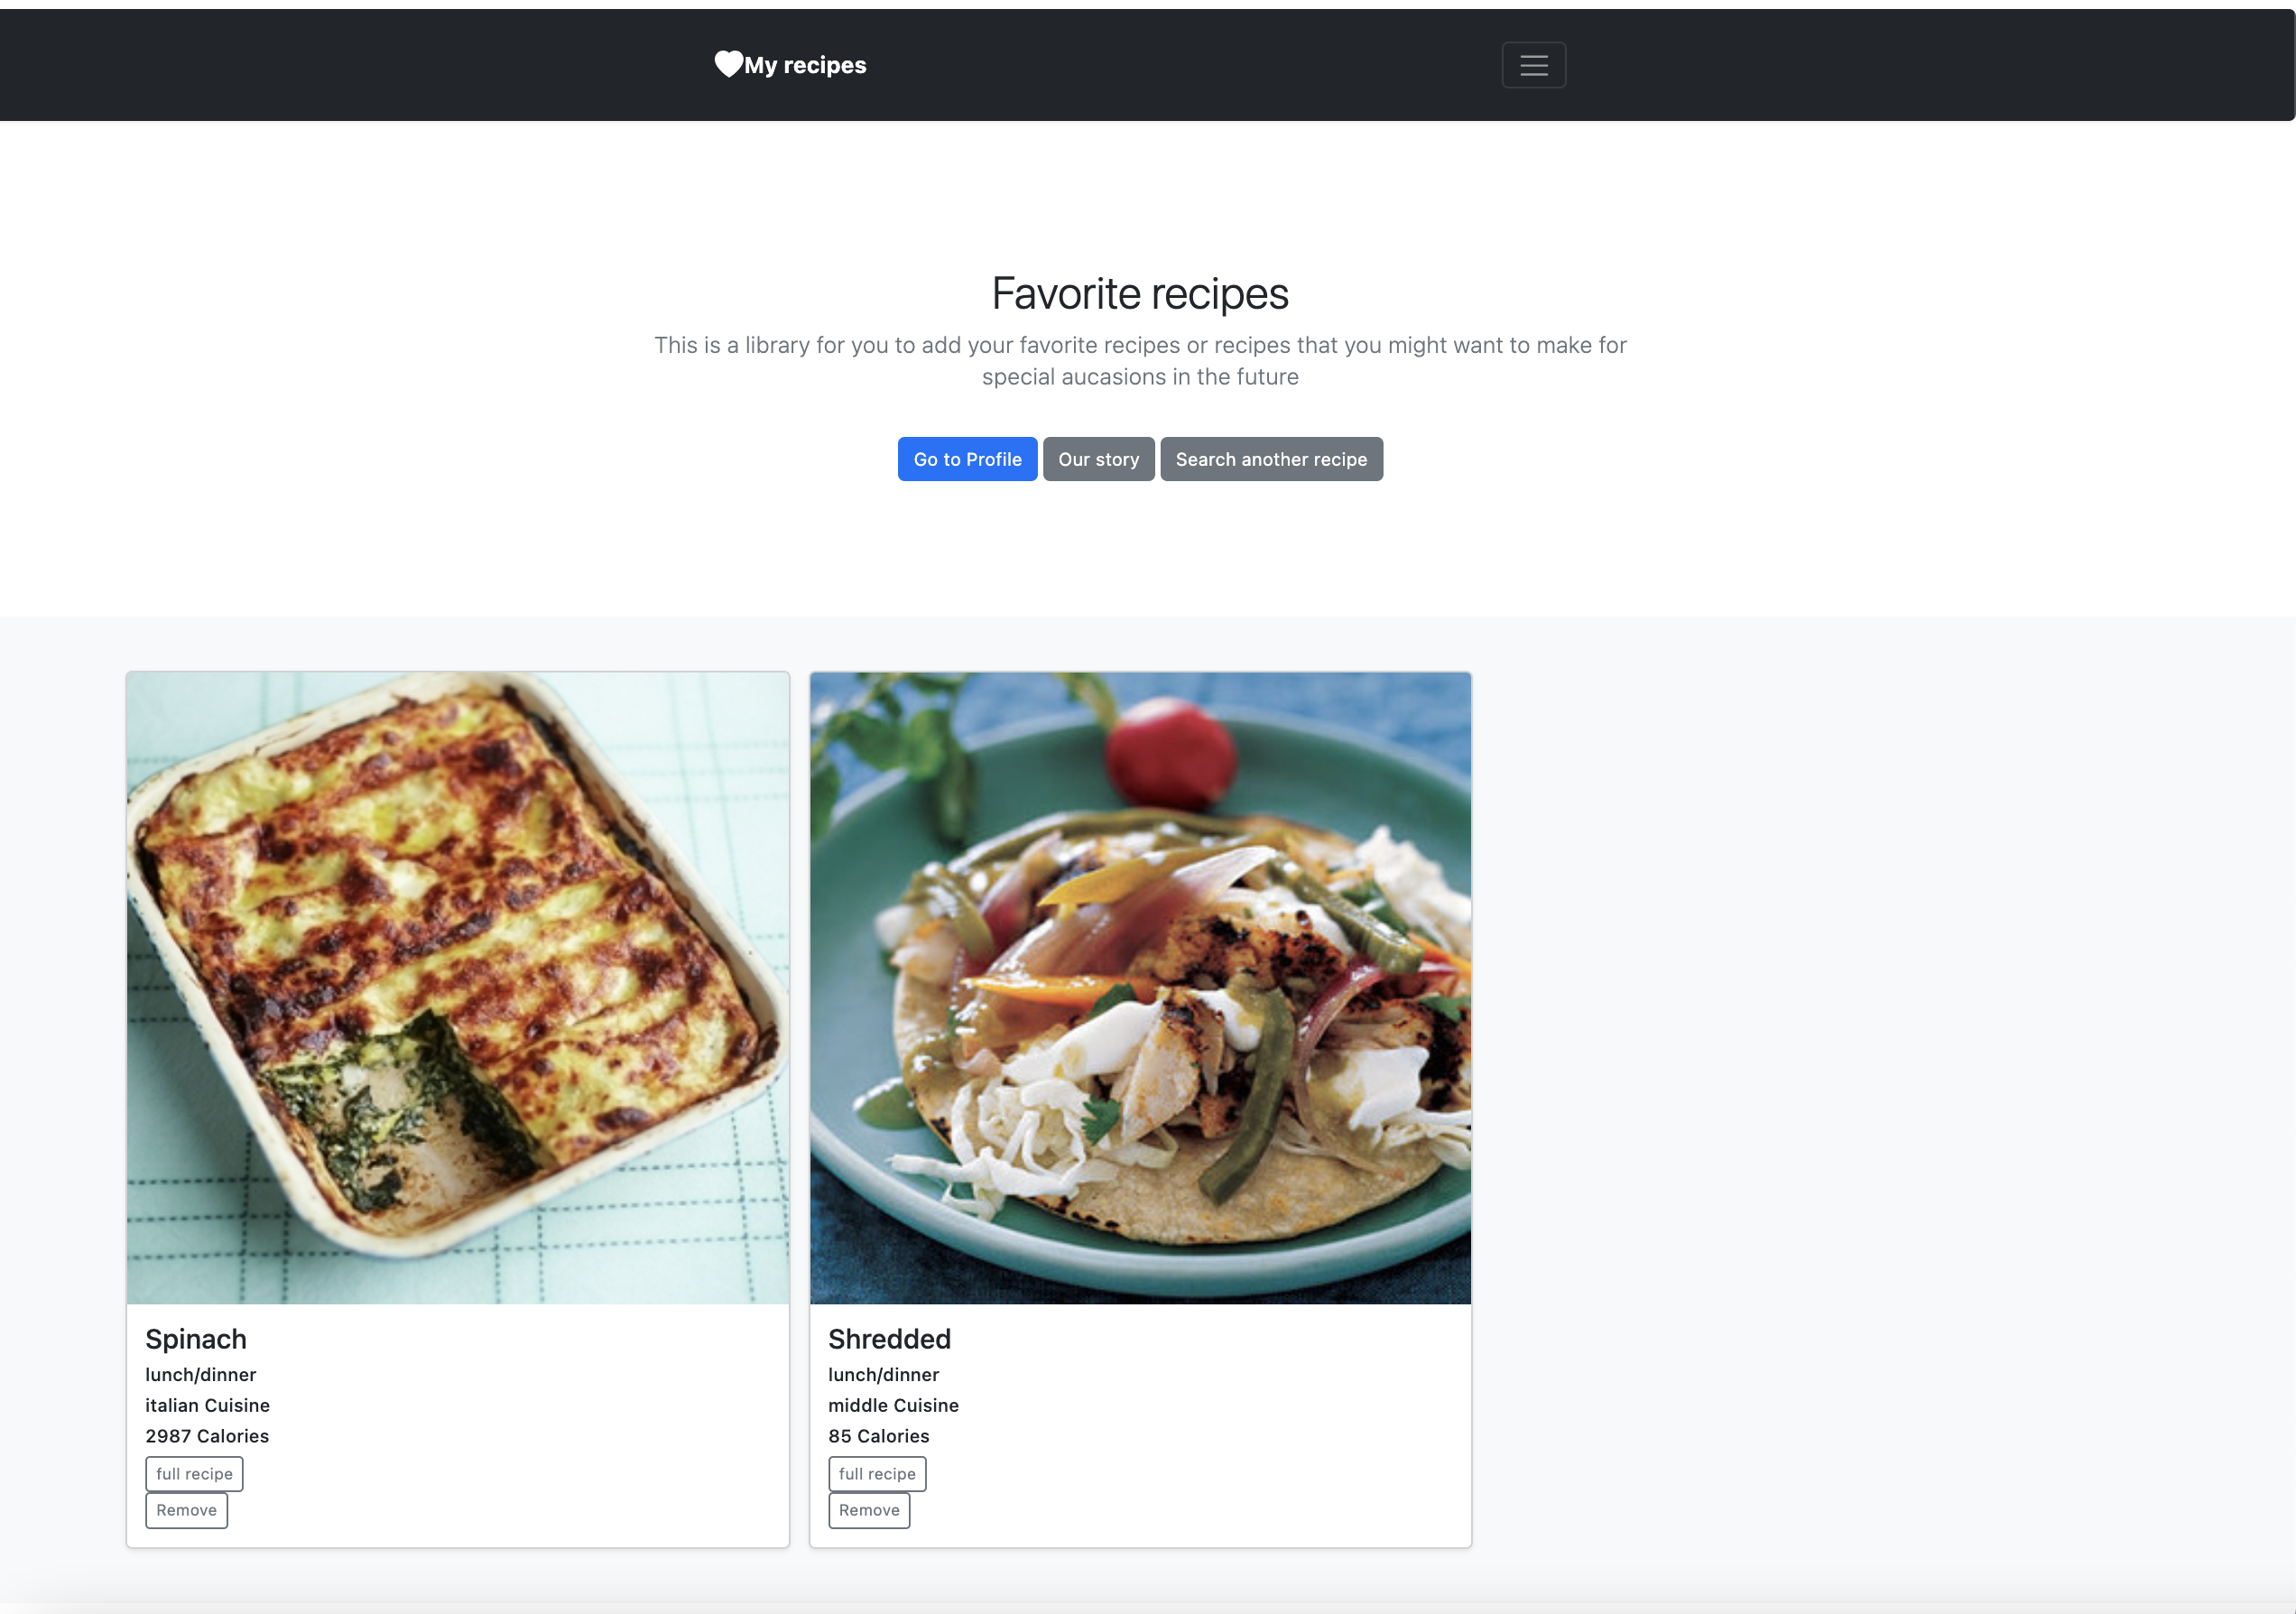 My recipes
Favorite recipes
This is a library for you to add your favorite recipes or recipes that you might want to make for
special aucasions in the future
Go to Profile Our story Search another recipe
Spinach
lunch/dinner
italian Cuisine
2987 Calories
full recipe
Remove
Shredded
lunch/dinner
middle Cuisine
85 Calories
full recipe
Remove